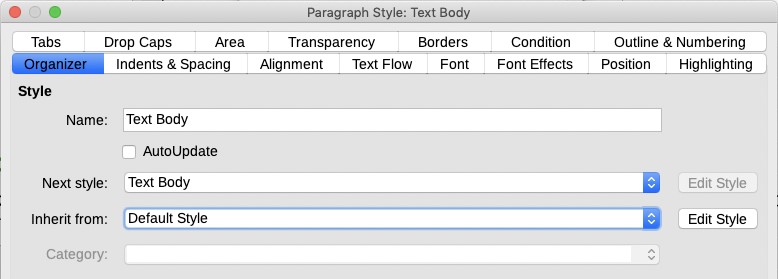 Paragraph Style: Text Body
Tabs Drop Caps Area Transparency Borders Condition Outline & Numbering
Organizer Indents & Spacing Alignment Text Flow Font Font Effects Position Highlighting
Style
Name: Text Body
AutoUpdate
Next style: Text Body Edit Style
Inherit from: Default Style Edit Style
Category: